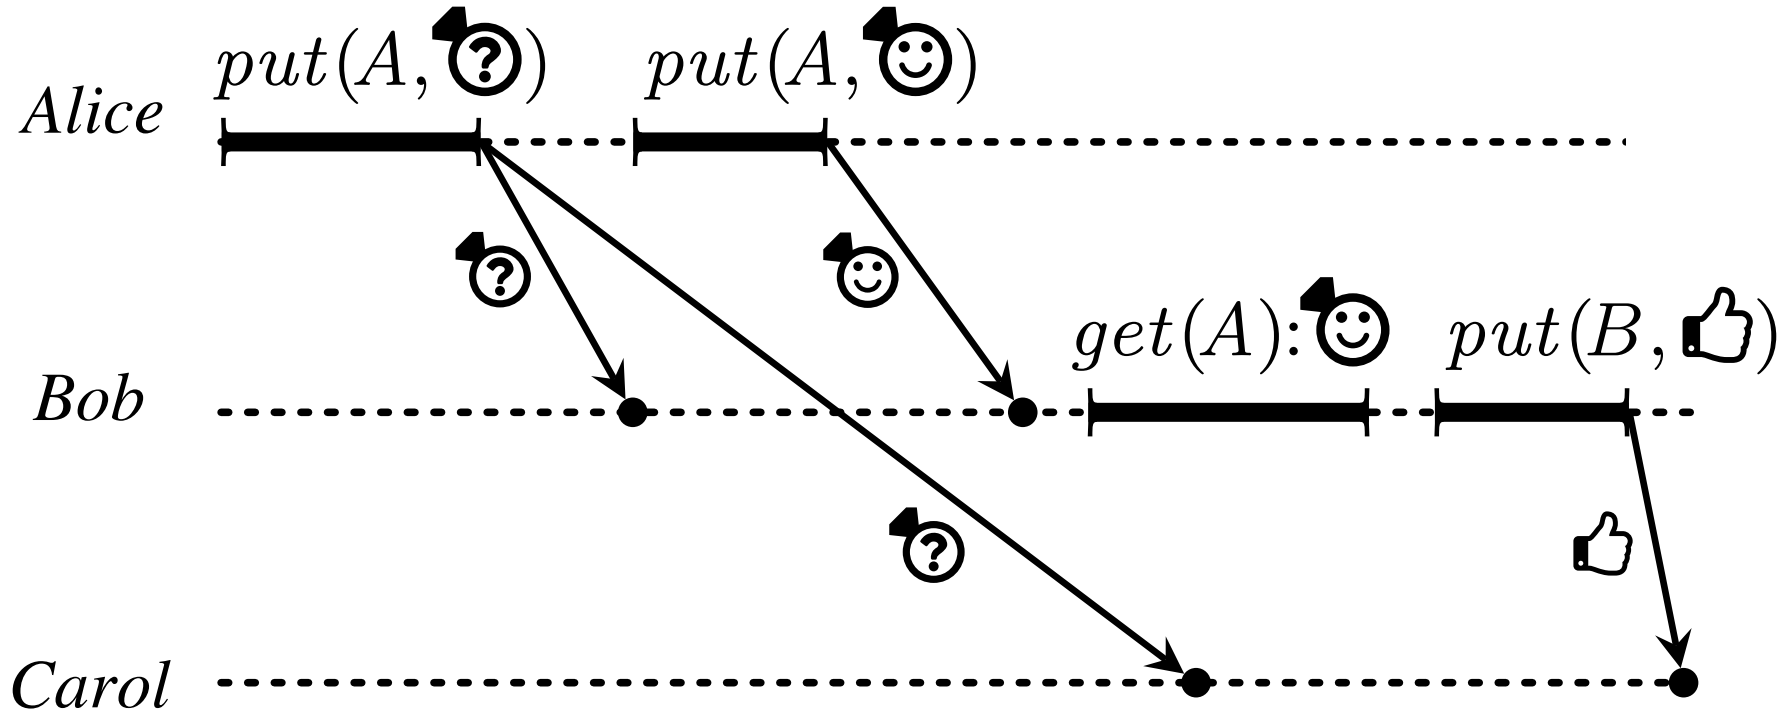 put(A, ?) put(A, )
Alice
? 
get(A): put(B, )
Bob
?
Carol